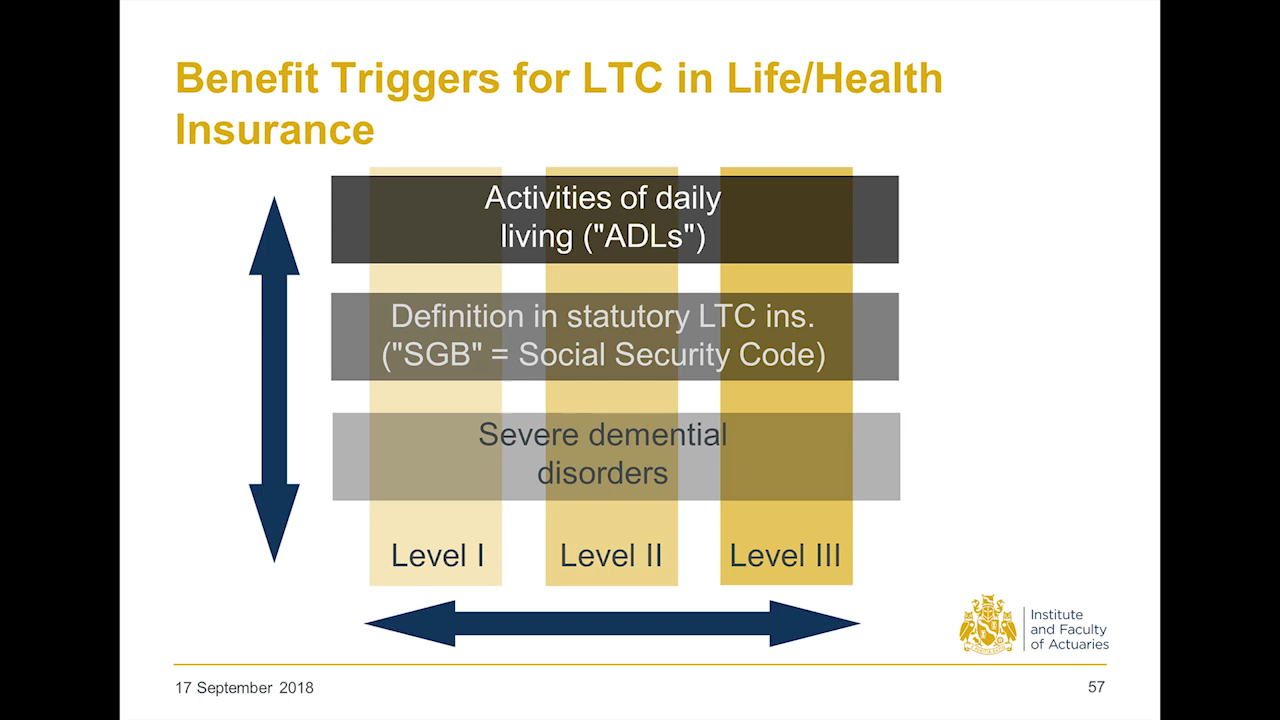 Benefit Triggers for LTC in Life/Health
Insurance
Activities of daily
living ("ADLs")
Definition in statutory LTC ins.
("SGB" = Social Security Code)
Severe demential
disorders
Level I
Level II
Level III
Institute
and Faculty
of Actuaries
17 September 2018
57